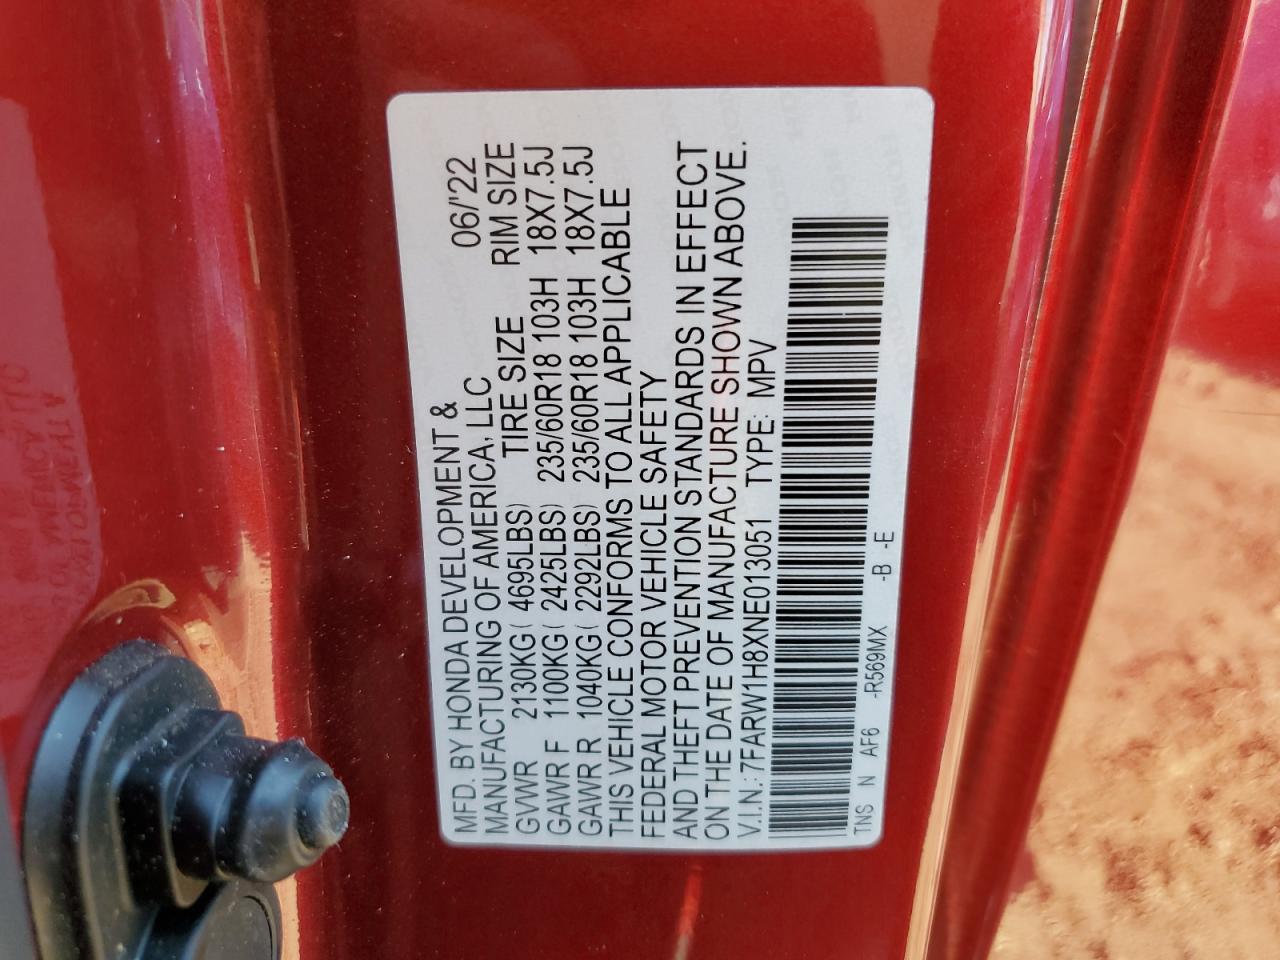 MFD. BY HONDA DEVELOPMENT &
MANUFACTURING OF AMERICA, LLC 06/'22
GVWR 2130KG( 4695LBS) TIRE SIZE RIM SIZE
GAWR F 1100KG( 2425LBS) 235/60R18 103H 18X7.5J
GAWR R 1040KG( 2292LBS) 235/60R18 103H 18X7.5J
THIS VEHICLE CONFORMS TO ALL APPLICABLE
FEDERAL MOTOR VEHICLE SAFETY
AND THEFT PREVENTION STANDARDS IN EFFECT
ON THE DATE OF MANUFACTURE SHOWN ABOVE.
V.I.N.: 7FARW1H8XNE013051 TYPE: MPV
TNS N AF6 -R569MX -B -E